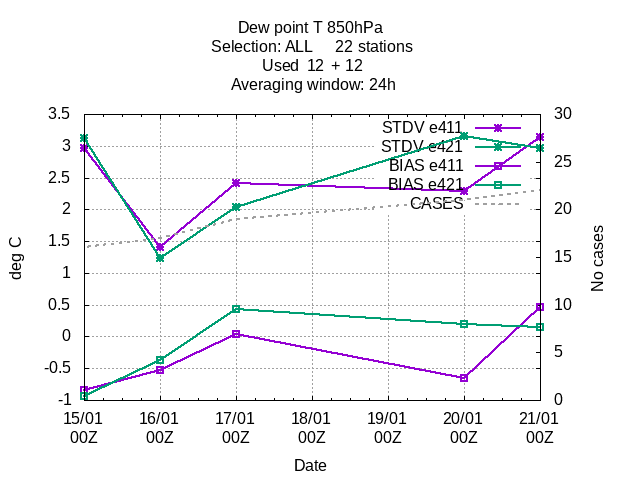 Dew point T 850hPa
Selection: ALL 22 stations
Used 12 + 12
Averaging window: 24h
3.5
3
2.5
2
1.5
1
0.5
0
-0.5
-1
deg C
30
25
20
15
10
5
0
No cases
STDV e411
STDV e421
BIAS e411
BIAS e421
CASES
15/01 16/01 17/01 18/01 19/01 20/01 21/01
00Z 00Z 00Z 00Z 00Z 00Z 00Z
Date